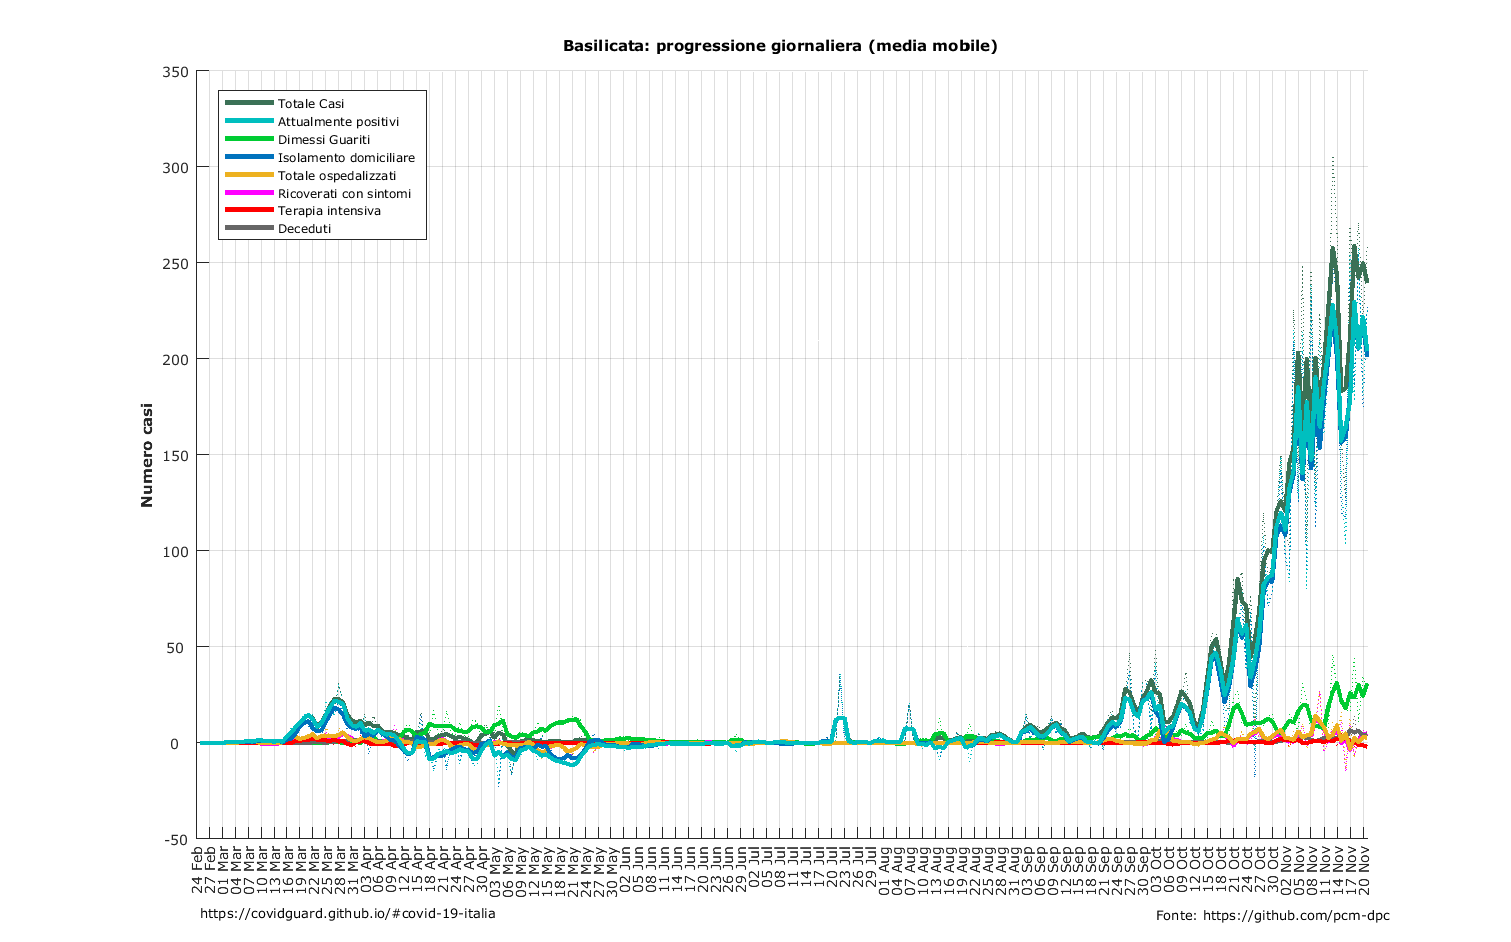 Basilicata: progressione giornaliera (media mobile)
350
300
250
200
150
100
50
0
-50
Numero casi
Totale Casi
Attualmente positivi
Dimessi Guariti
Isolamento domiciliare
Totale ospedalizzati
Ricoverati con sintomi
Terapia intensiva
Deceduti
24 Feb
27 Feb
01 Mar
04 Mar
07 Mar
10 Mar
13 Mar
16 Mar
19 Mar
22 Mar
25 Mar
28 Mar
31 Mar
03 Apr
06 Apr
09 Apr
12 Apr
15 Apr
18 Apr
21 Apr
24 Apr
27 Apr
30 Apr
03 May
06 May
09 May
12 May
15 May
18 May
21 May
24 May
27 May
30 May
02 Jun
05 Jun
08 Jun
11 Jun
14 Jun
17 Jun
20 Jun
23 Jun
26 Jun
29 Jun
02 Jul
05 Jul
08 Jul
11 Jul
14 Jul
17 Jul
20 Jul
23 Jul
26 Jul
29 Jul
01 Aug
04 Aug
07 Aug
10 Aug
13 Aug
16 Aug
19 Aug
22 Aug
25 Aug
28 Aug
31 Aug
03 Sep
06 Sep
09 Sep
12 Sep
15 Sep
18 Sep
21 Sep
24 Sep
27 Sep
30 Sep
03 Oct
06 Oct
09 Oct
12 Oct
15 Oct
18 Oct
21 Oct
24 Oct
27 Oct
30 Oct
02 Nov
05 Nov
08 Nov
11 Nov
14 Nov
17 Nov
20 Nov
https://covidguard.github.io/#covid-19-italia
Fonte: https://github.com/pcm-dpc